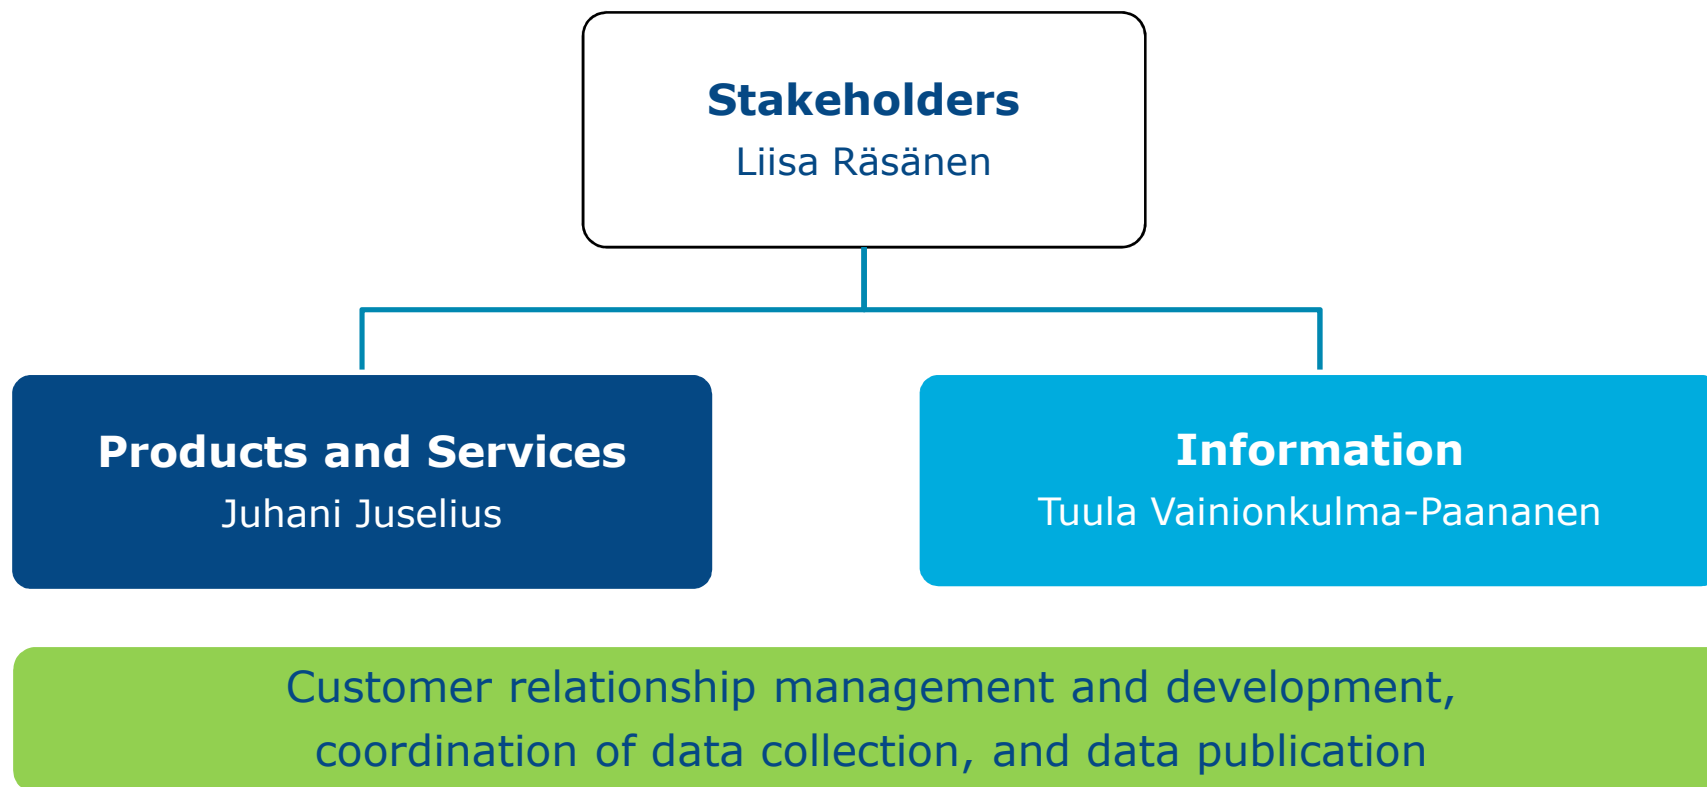 Stakeholders
Liisa Räsänen
Products and Services
Juhani Juselius
Information
Tuula Vainionkulma-Paananen
Customer relationship management and development,
coordination of data collection, and data publication